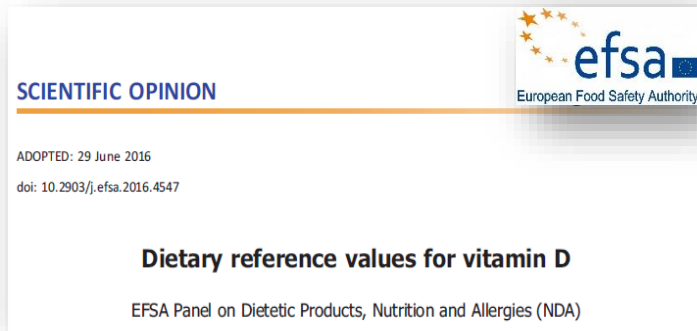 efsa
European Food Safety Authority
SCIENTIFIC OPINION
ADOPTED: 29 June 2016
doi: 10.2903/j.efsa.2016.4547
Dietary reference values for vitamin D
EFSA Panel on Dietetic Products, Nutrition and Allergies (NDA)